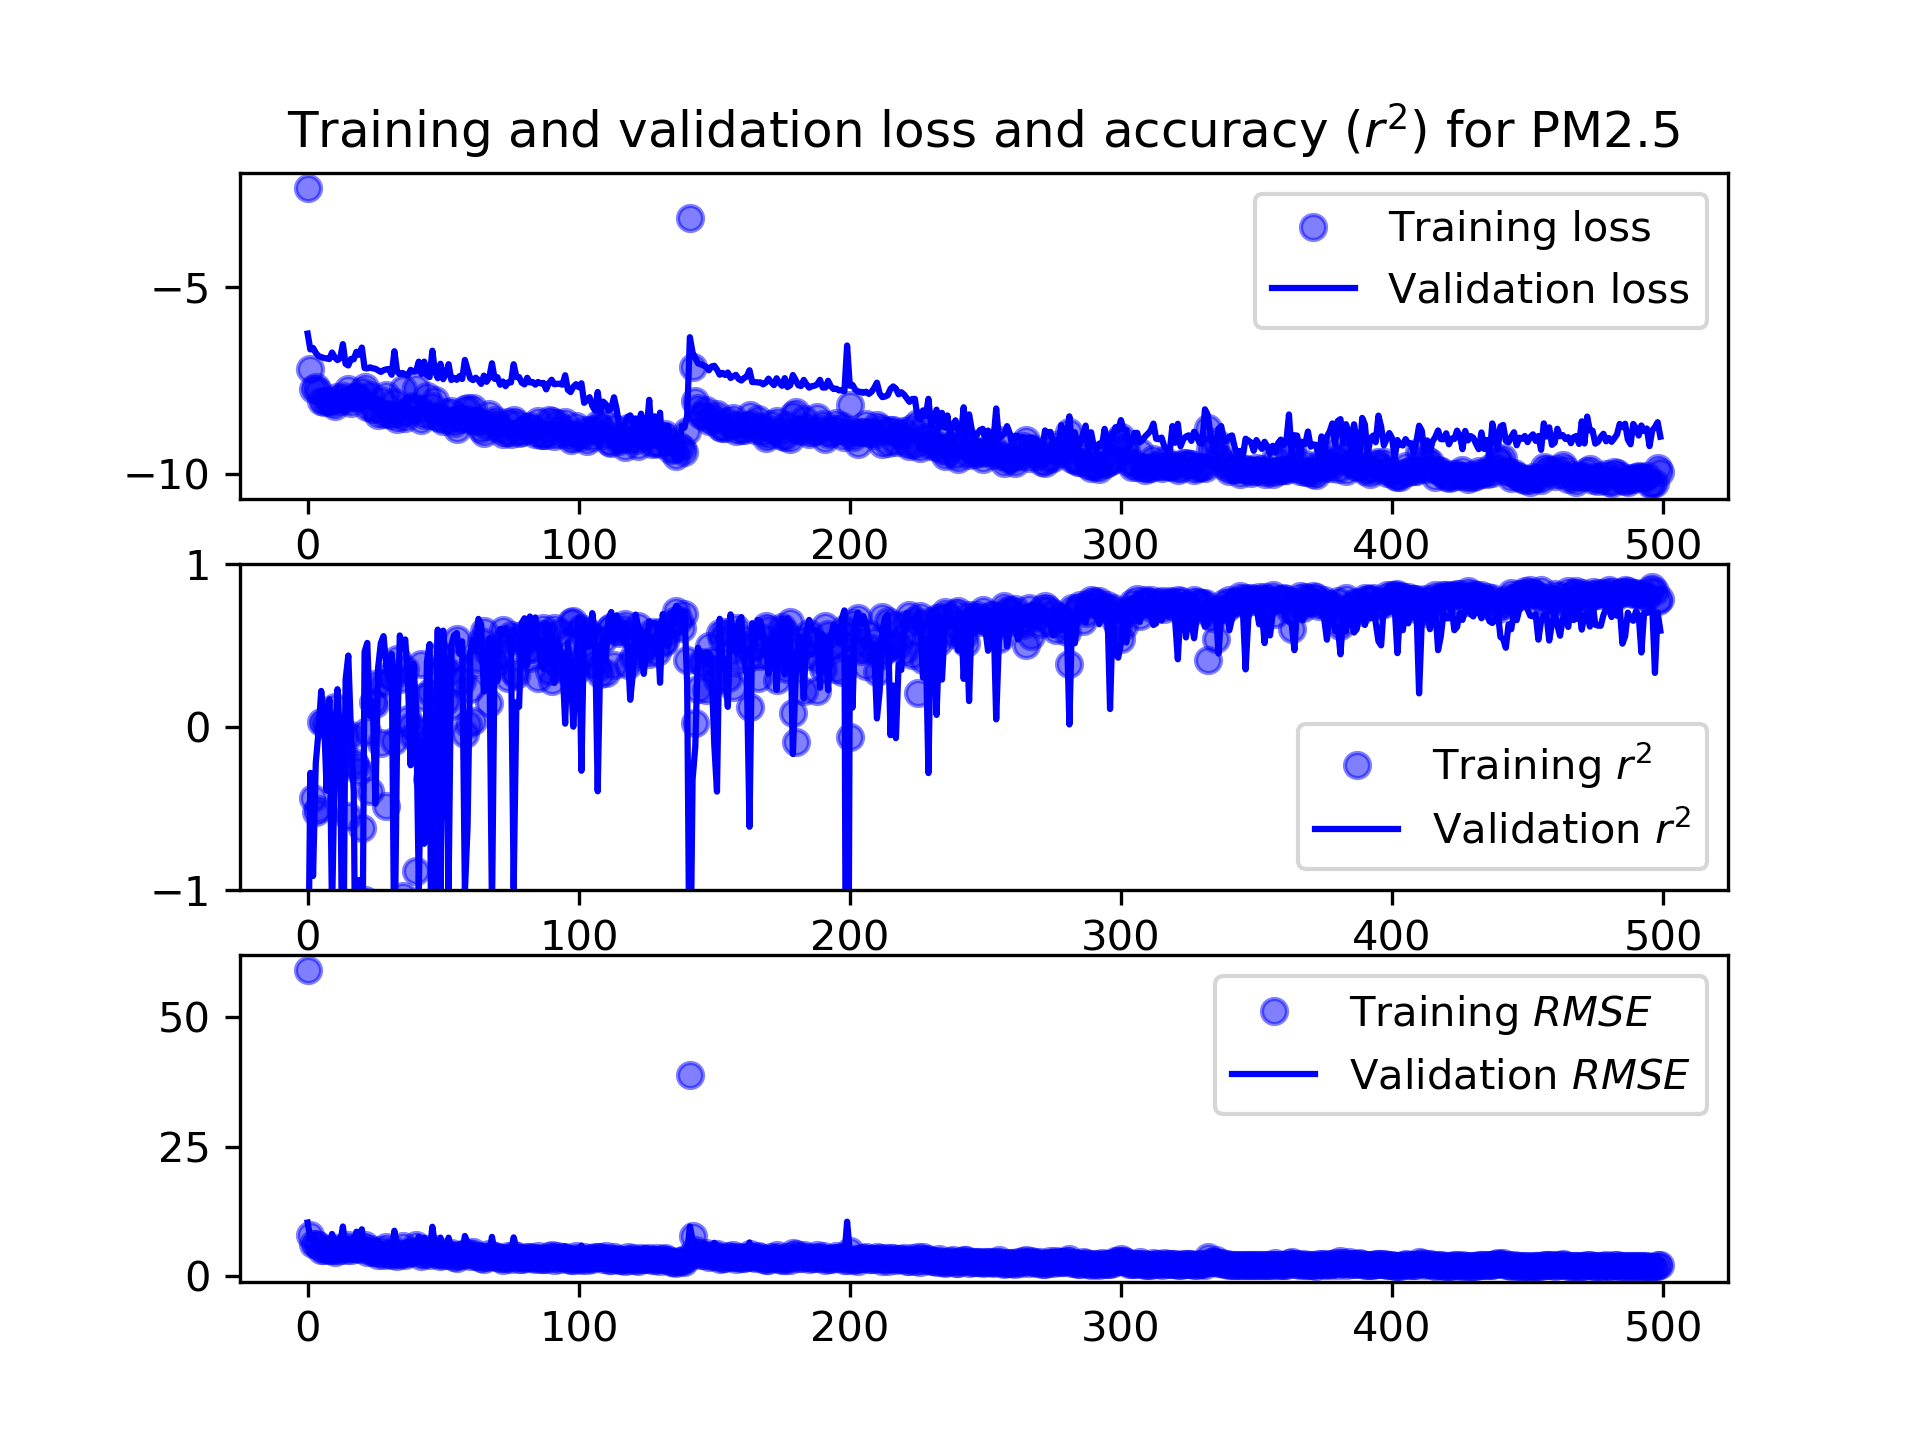 Training and validation loss and accuracy (r²) for PM2.5
Training loss
Validation loss
−5
−10
0 100 200 300 400 500
1
0
−1
Training r²
Validation r²
0 100 200 300 400 500
Training RMSE
Validation RMSE
50
25
0
0 100 200 300 400 500